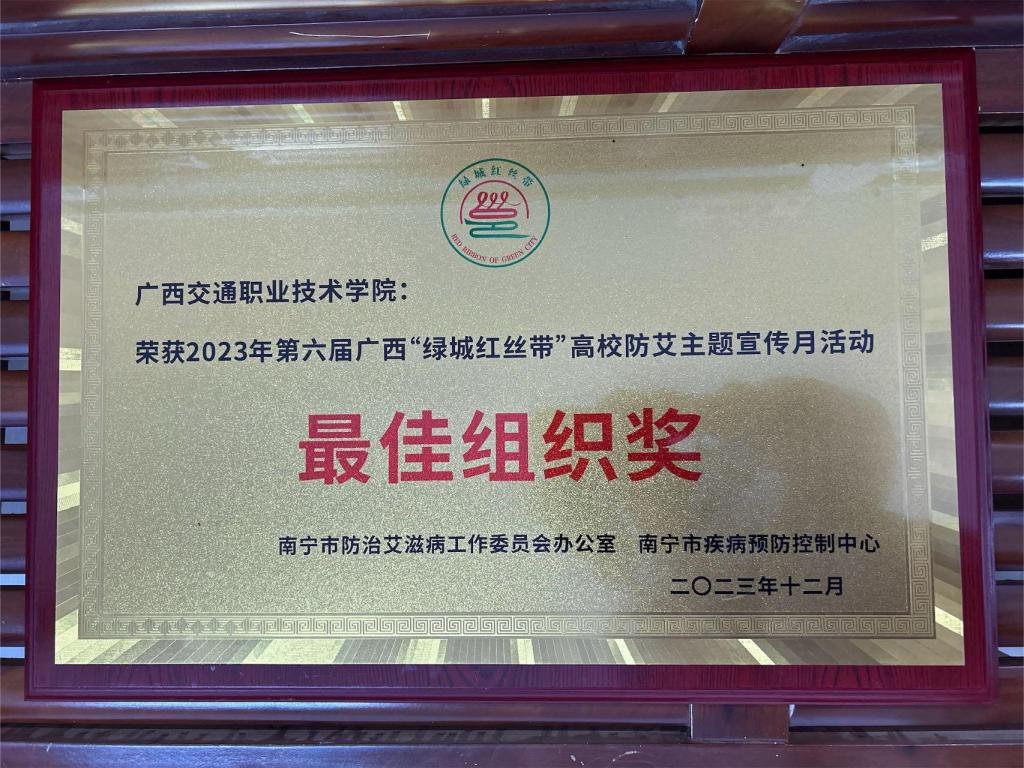 绿城红丝带
RED RIBBON OF GREEN CITY
广西交通职业技术学院：
荣获2023年第六届广西“绿城红丝带”高校防艾主题宣传月活动
最佳组织奖
南宁市防治艾滋病工作委员会办公室 南宁市疾病预防控制中心
二〇二三年十二月